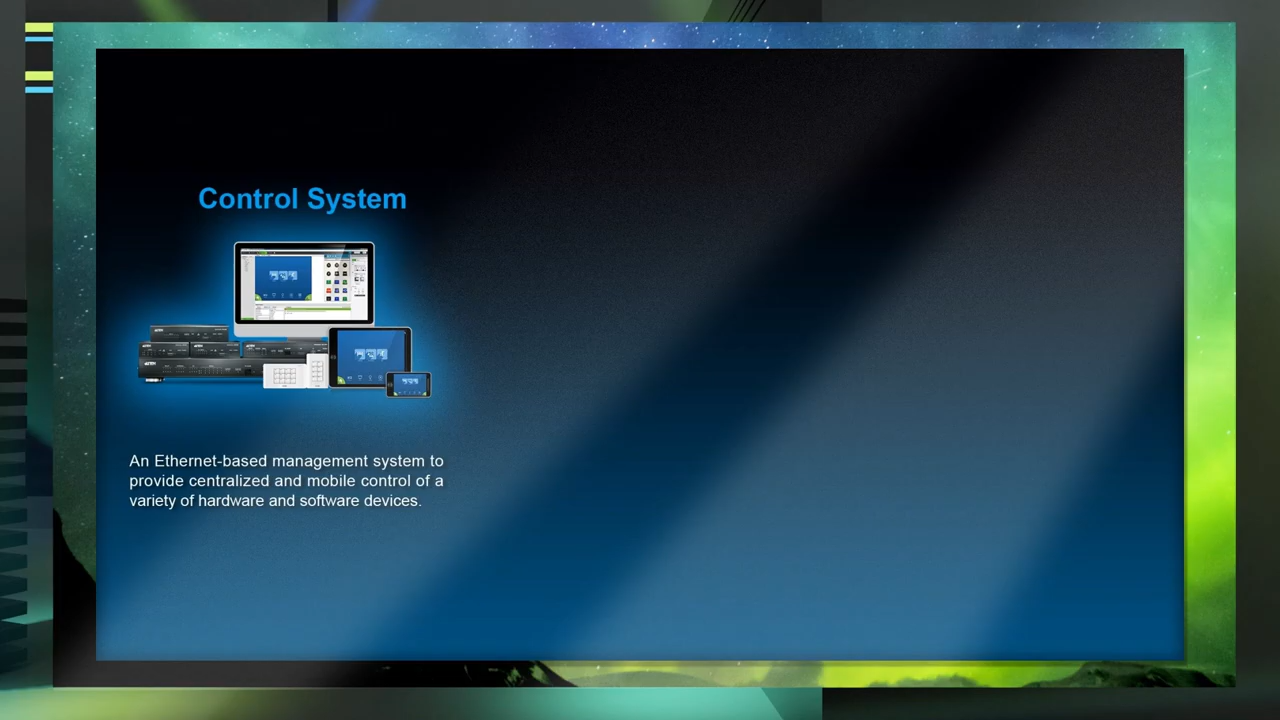 Control System
An Ethernet-based management system to
provide centralized and mobile control of a
variety of hardware and software devices.